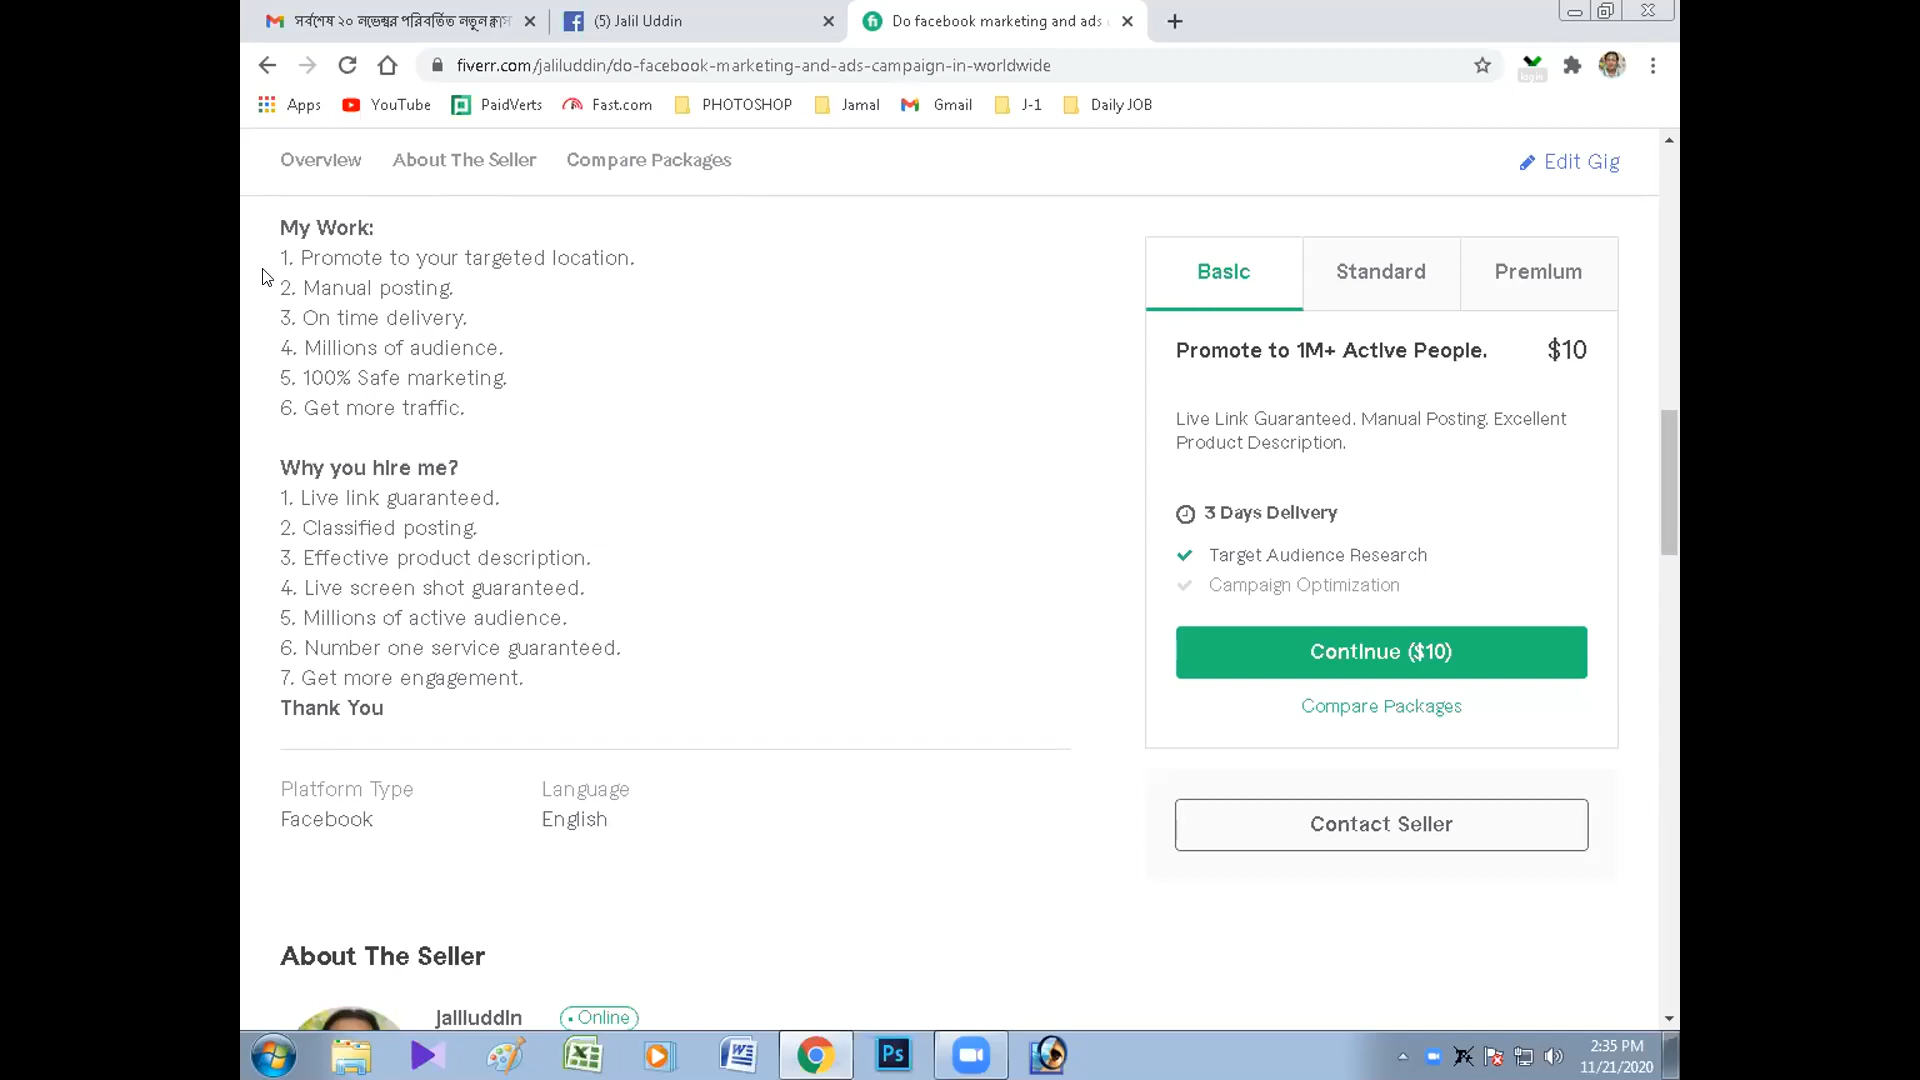 সর্বশেষ ২০ নভেম্বর পরিবর্তিত নতুন
(5) Jalil Uddin
Do facebook marketing and ads
fiverr.com/jaliluddin/do-facebook-marketing-and-ads-campaign-in-worldwide
login
Apps
YouTube
PaidVerts
Fast.com
PHOTOSHOP
Jamal
Gmail
J-1
Daily JOB
Overview
About The Seller
Compare Packages
Edit Gig
My Work:
1. Promote to your targeted location.
2. Manual posting.
3. On time delivery.
4. Millions of audience.
5. 100% Safe marketing.
6. Get more traffic.
Why you hire me?
1. Live link guaranteed.
2. Classified posting.
3. Effective product description.
4. Live screen shot guaranteed.
5. Millions of active audience.
6. Number one service guaranteed.
7. Get more engagement.
Thank You
Platform Type
Language
Facebook
English
Basic
Standard
Premium
Promote to 1M+ Active People.
$10
Live Link Guaranteed. Manual Posting. Excellent
Product Description.
3 Days Delivery
Target Audience Research
Campaign Optimization
Continue ($10)
Compare Packages
Contact Seller
About The Seller
jaliluddin
Online
Ps
2:35 PM
11/21/2020